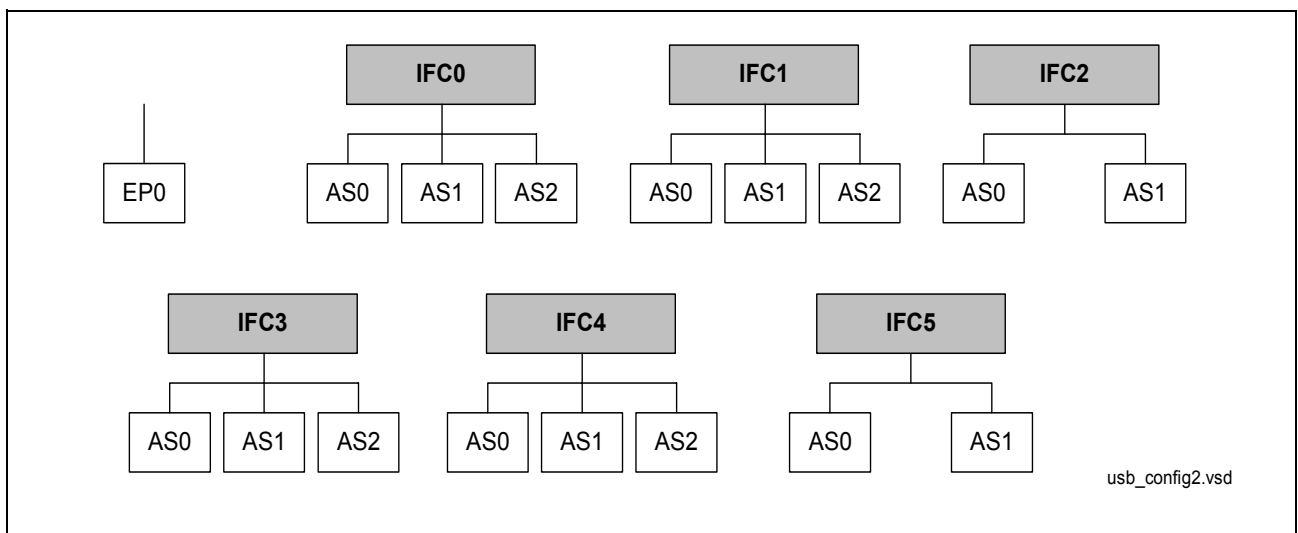 IFC0 IFC1 IFC2
EP0 AS0 AS1 AS2 AS0 AS1 AS2 AS0 AS1
IFC3 IFC4 IFC5
AS0 AS1 AS2 AS0 AS1 AS2 AS0 AS1
usb_config2.vsd